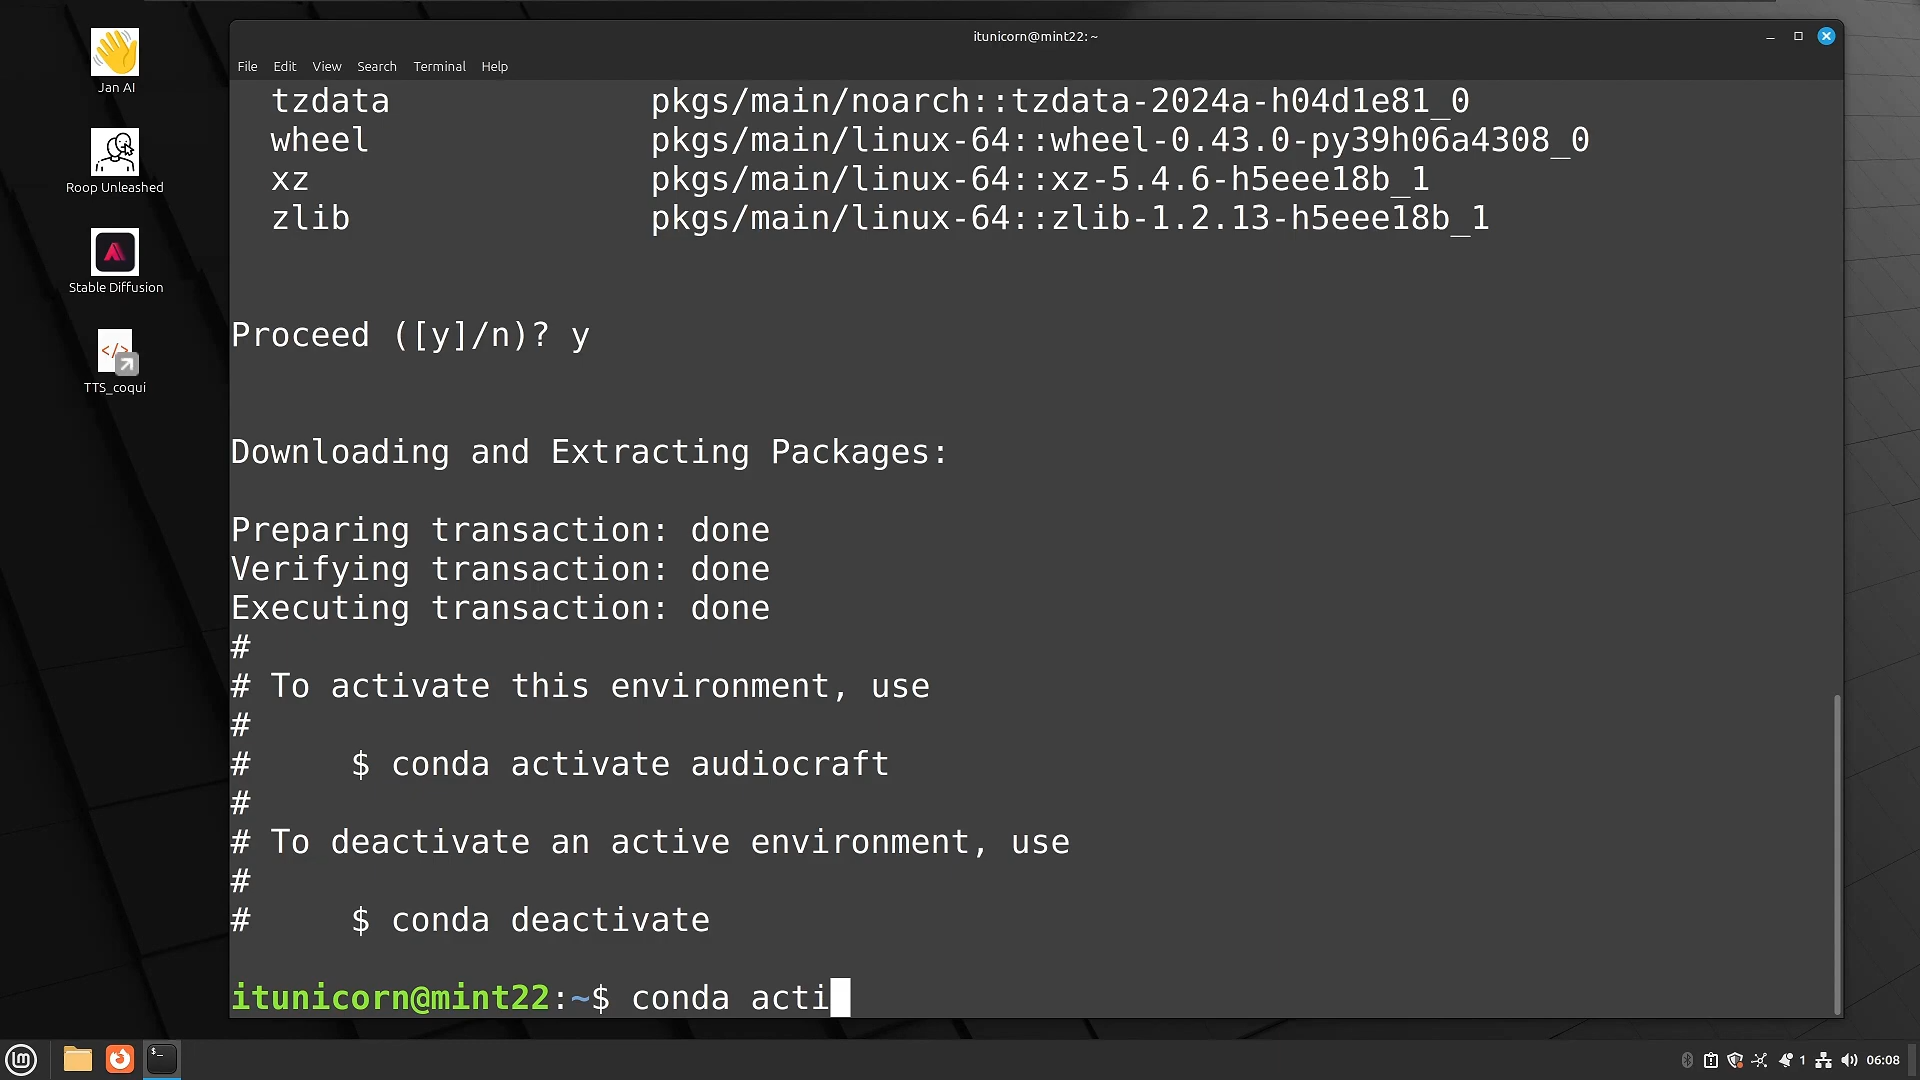 itunicorn@mint22:~
File Edit View Search Terminal Help
Jan AI
Roop Unleashed
Stable Diffusion
</>
TTS_coqui
tzdata pkgs/main/noarch::tzdata-2024a-h04d1e81_0
wheel pkgs/main/linux-64::wheel-0.43.0-py39h06a4308_0
xz pkgs/main/linux-64::xz-5.4.6-h5eee18b_1
zlib pkgs/main/linux-64::zlib-1.2.13-h5eee18b_1
Proceed ([y]/n)? y
Downloading and Extracting Packages:
Preparing transaction: done
Verifying transaction: done
Executing transaction: done
#
# To activate this environment, use
#
#     $ conda activate audiocraft
#
# To deactivate an active environment, use
#
#     $ conda deactivate
itunicorn@mint22:~$ conda acti
$_
1
06:08